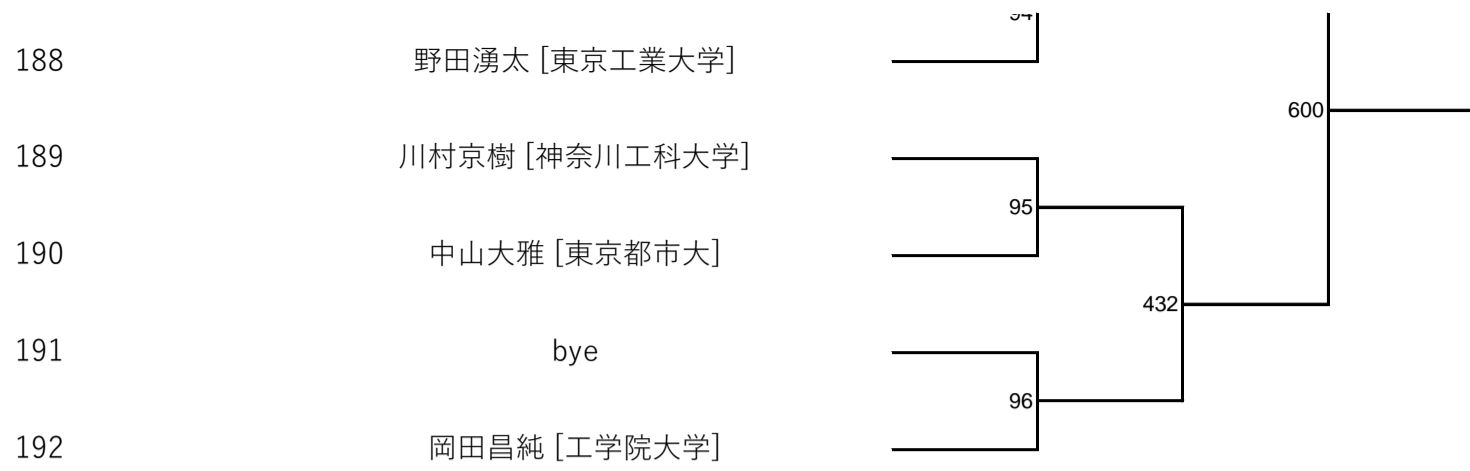 94
188 野田湧太 [東京工業大学]
600
189 川村京樹 [神奈川工科大学]
95
190 中山大雅 [東京都市大]
432
191 bye
96
192 岡田昌純 [工学院大学]